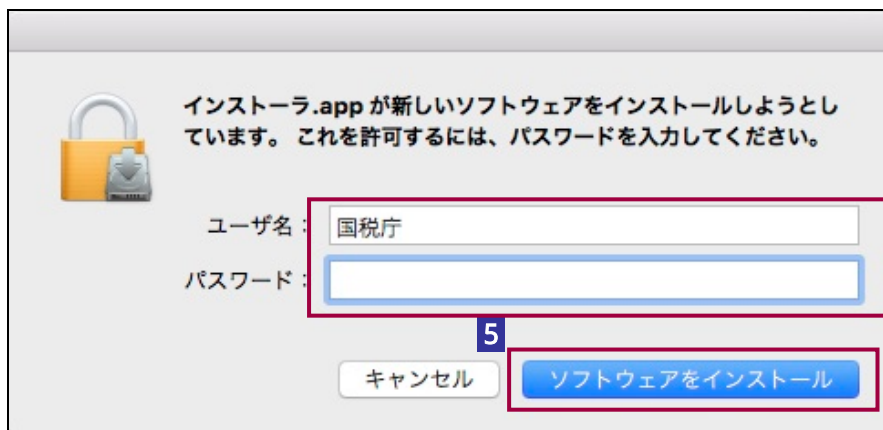 インストーラ.app が新しいソフトウェアをインストールしようとし
ています。 これを許可するには、パスワードを入力してください。
ユーザ名： 国税庁
パスワード：
5
キャンセル ソフトウェアをインストール